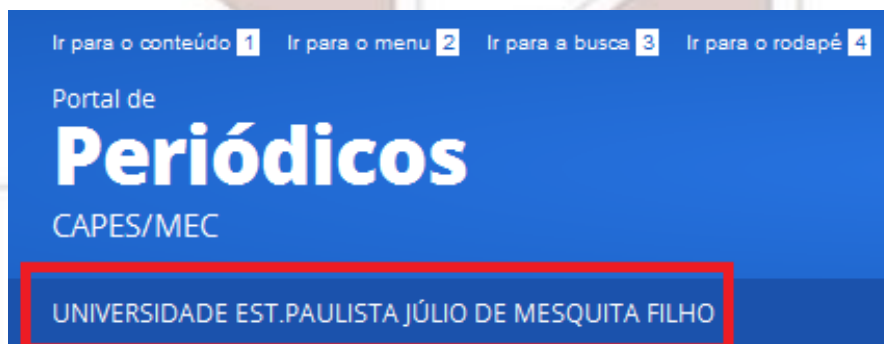 Ir para o conteúdo 1 Ir para o menu 2 Ir para a busca 3 Ir para o rodapé 4
Portal de
Periódicos
CAPES/MEC
UNIVERSIDADE EST.PAULISTA JÚLIO DE MESQUITA FILHO